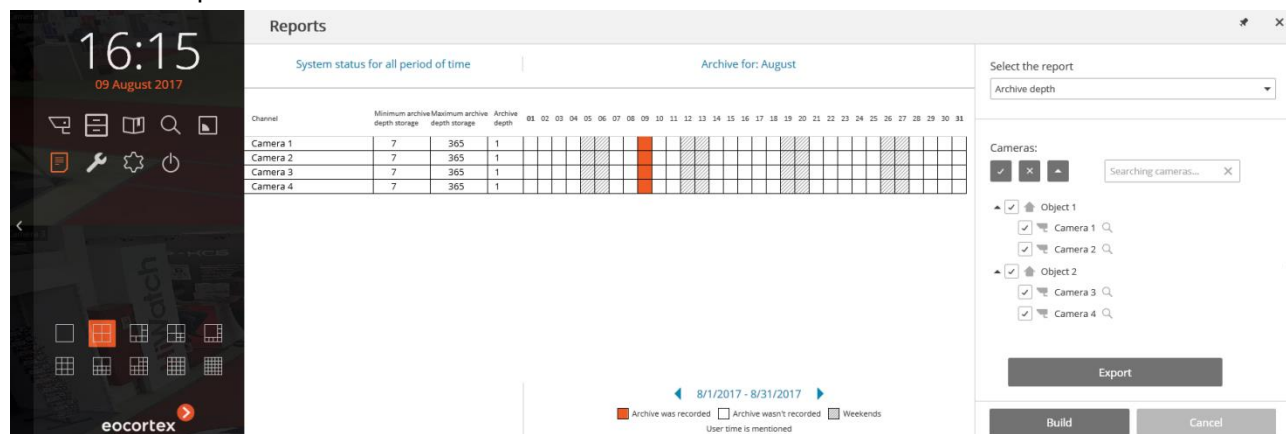 16:15
09 August 2017
eocortex
Reports
System status for all period of time
Archive for: August
Channel
Minimum archive depth storage
Maximum archive depth storage
Archive depth
01 02 03 04 05 06 07 08 09 10 11 12 13 14 15 16 17 18 19 20 21 22 23 24 25 26 27 28 29 30 31
Camera 1 7 365 1
Camera 2 7 365 1
Camera 3 7 365 1
Camera 4 7 365 1
8/1/2017 - 8/31/2017
Archive was recorded Archive wasn't recorded Weekends
User time is mentioned
Select the report
Archive depth
Cameras:
Searching cameras...
Object 1
Camera 1
Camera 2
Object 2
Camera 3
Camera 4
Export
Build Cancel